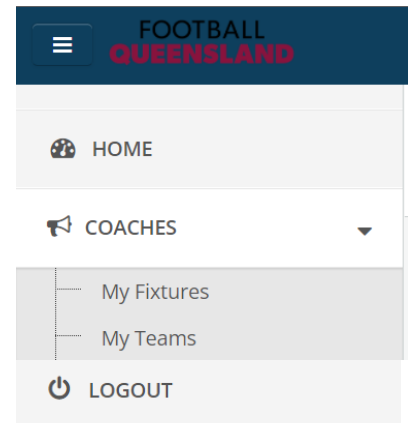 FOOTBALL
QUEENSLAND
HOME
COACHES
My Fixtures
My Teams
LOGOUT